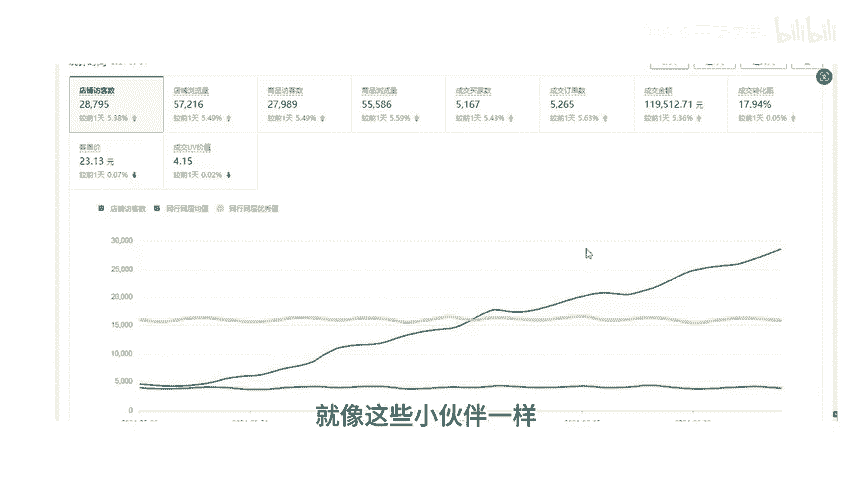 bilibili
店铺访客数 店铺浏览量 商品访客数 商品浏览量 成交买家数 成交订单数 成交金额 成交转化率
28,795 57,216 27,989 55,586 5,167 5,265 119,512.71 元 17.94%
较前1天 5.38% 较前1天 5.49% 较前1天 5.49% 较前1天 5.59% 较前1天 5.43% 较前1天 5.63% 较前1天 5.36% 较前1天 0.05%
客单价 成交UV价值
23.13 元 4.15
较前1天 0.07% 较前1天 0.02%
店铺访客数 同行同层均值 同行同层优秀值
30,000
25,000
20,000
15,000
10,000
5,000
0
就像这些小伙伴一样